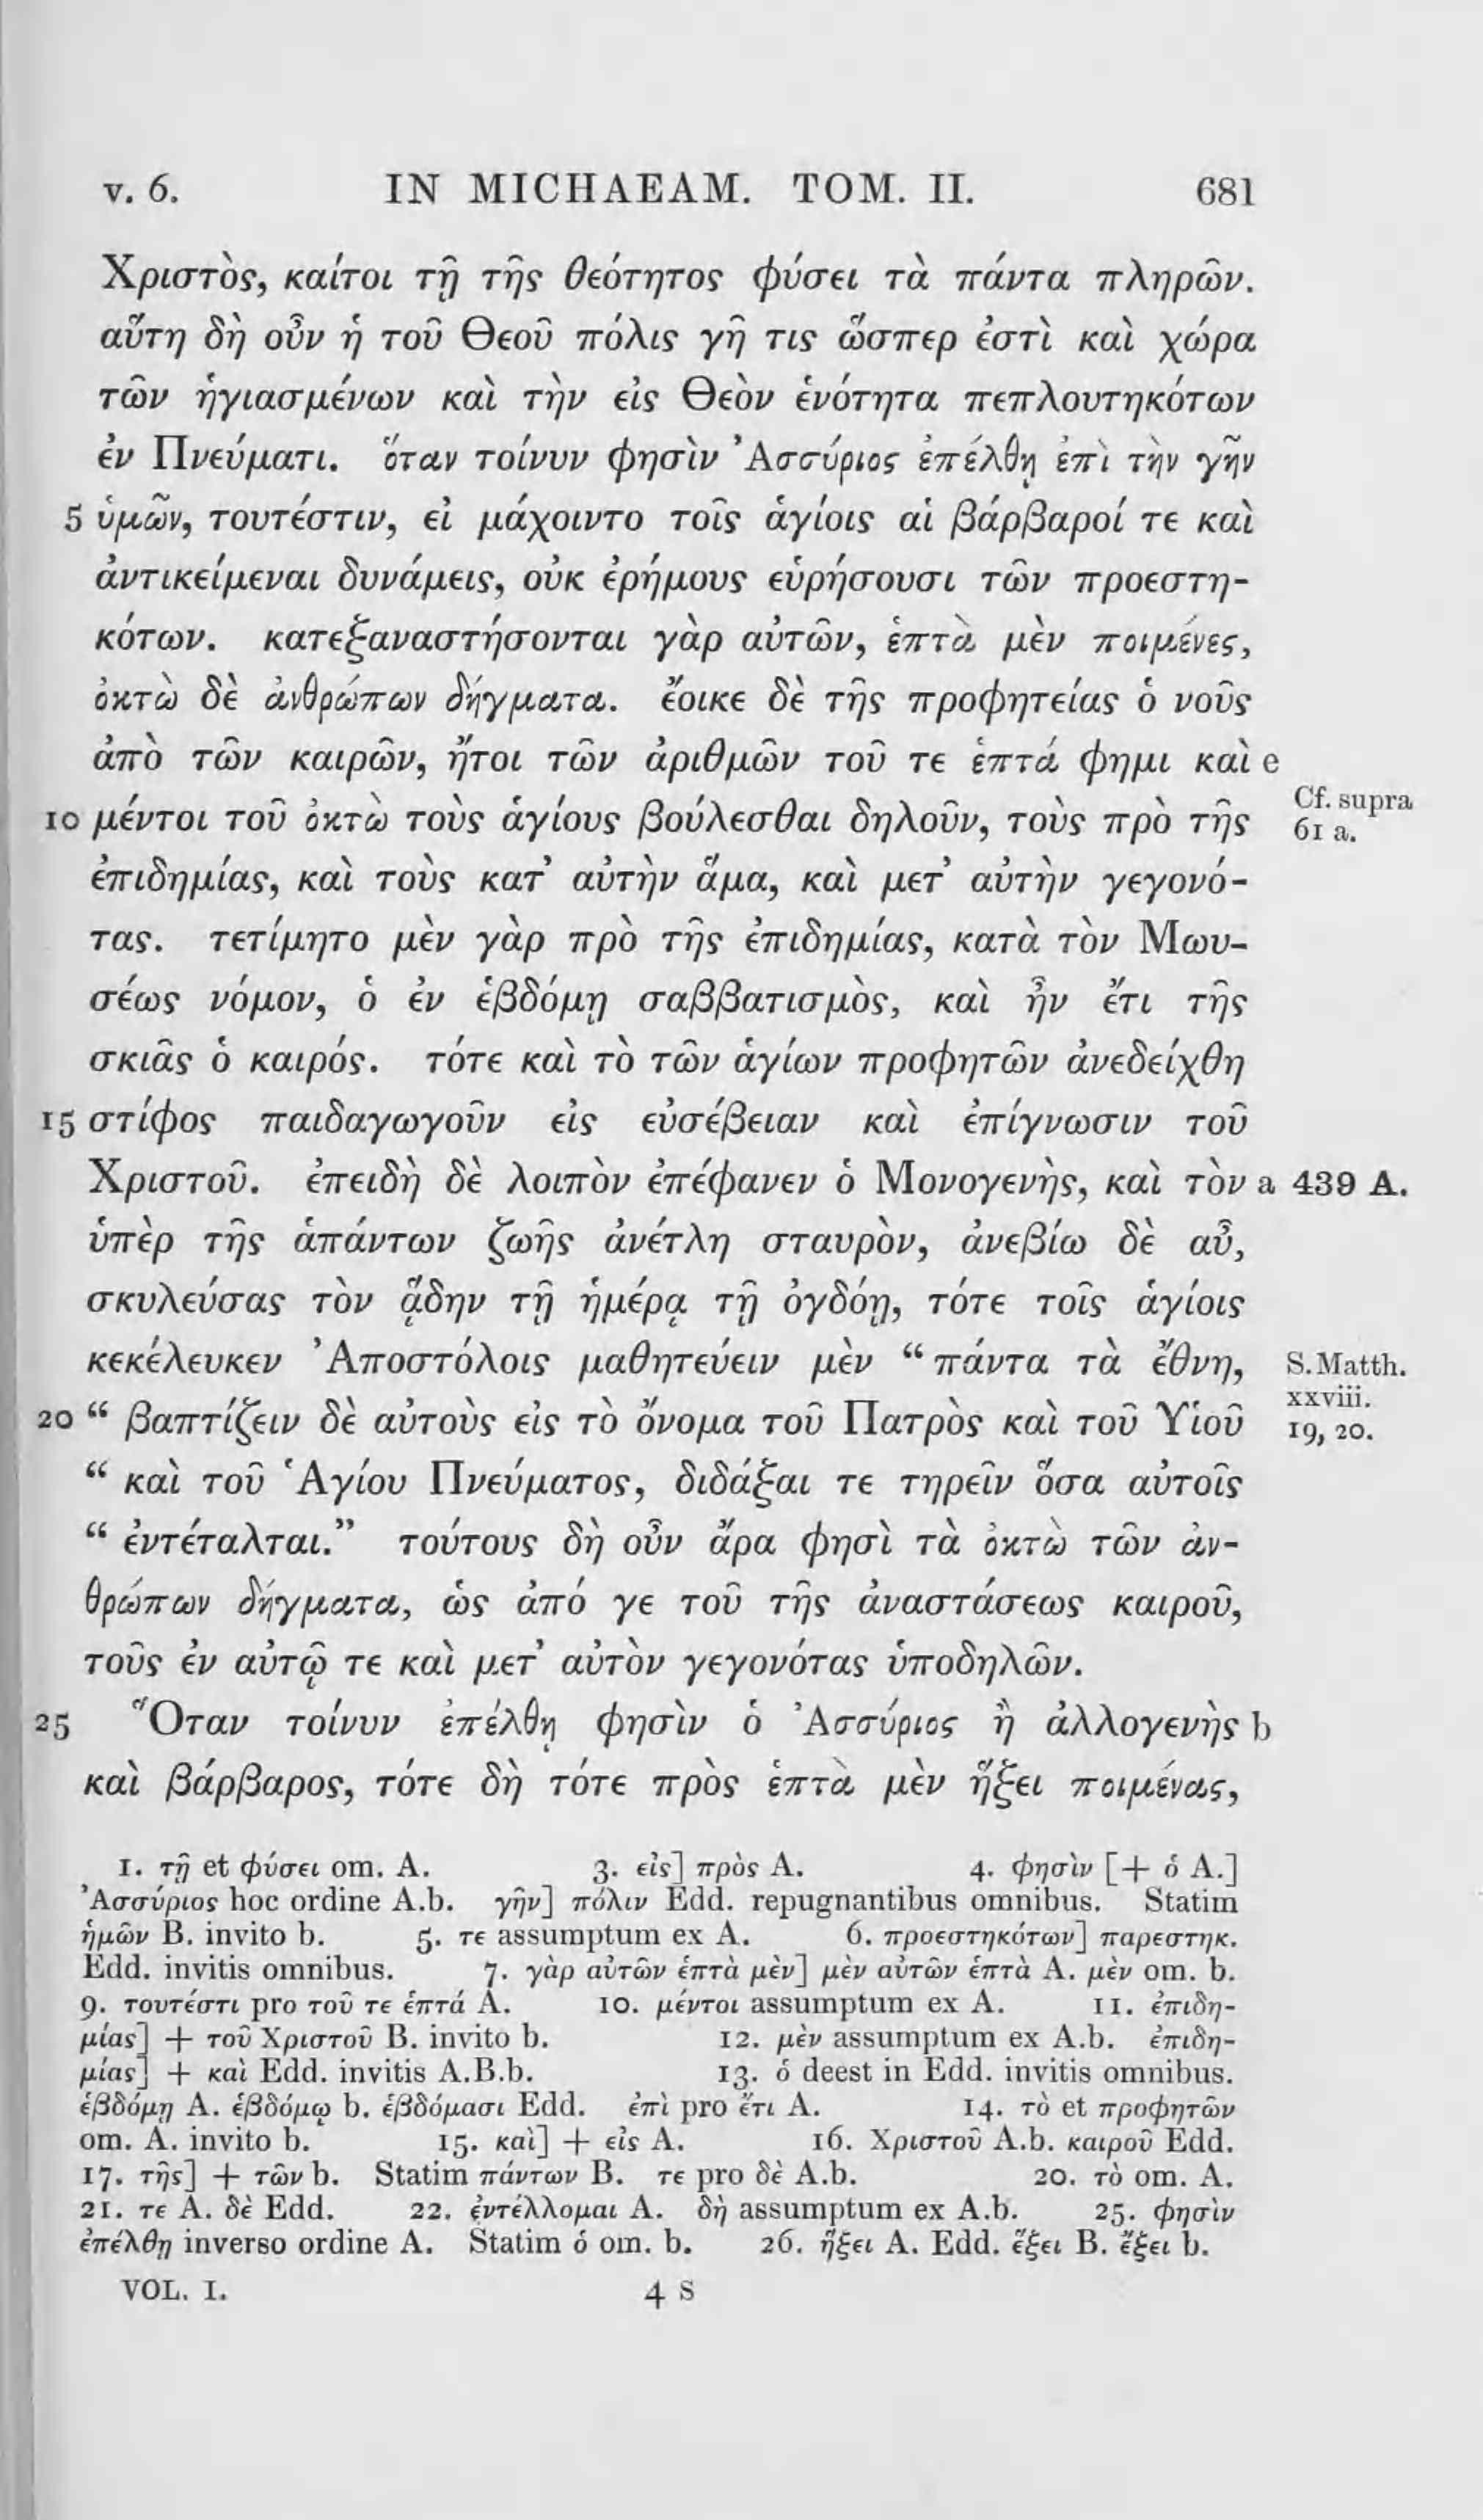 v. 6. IN MICHAEAM. TOM. II. 681
Χριστὸς, καίτοι τῇ τῆς θεότητος φύσει τὰ πάντα πληρῶν.
αὕτη δὴ οὖν ἡ τοῦ Θεοῦ πόλις γῆ τις ὥσπερ ἐστὶ καὶ χώρα
τῶν ἡγιασμένων καὶ τὴν εἰς Θεὸν ἑνότητα πεπλουτηκότων
ἐν Πνεύματι. ὅταν τοίνυν φησὶν Ἀσσύριος ἐπέλθῃ ἐπὶ τὴν γῆν
5 ὑμῶν, τουτέστιν, εἰ μάχοιντο τοῖς ἁγίοις αἱ βάρβαροί τε καὶ
ἀντικείμεναι δυνάμεις, οὐκ ἐρήμους εὑρήσουσι τῶν προεστη-
κότων. κατεξαναστήσονται γὰρ αὐτῶν, ἑπτὰ μὲν ποιμένες,
ὀκτὼ δὲ ἀνθρώπων δήγματα. ἔοικε δὲ τῆς προφητείας ὁ νοῦς
ἀπὸ τῶν καιρῶν, ἤτοι τῶν ἀριθμῶν τοῦ τε ἑπτά φημι καὶ e
10 μέντοι τοῦ ὀκτὼ τοὺς ἁγίους βούλεσθαι δηλοῦν, τοὺς πρὸ τῆς Cf. supra 61 a.
ἐπιδημίας, καὶ τοὺς κατ᾽ αὐτὴν ἅμα, καὶ μετ᾽ αὐτὴν γεγονό-
τας. τετίμητο μὲν γὰρ πρὸ τῆς ἐπιδημίας, κατὰ τὸν Μωυ-
σέως νόμον, ὁ ἐν ἑβδόμῃ σαββατισμὸς, καὶ ἦν ἔτι τῆς
σκιᾶς ὁ καιρός. τότε καὶ τὸ τῶν ἁγίων προφητῶν ἀνεδείχθη
15 στίφος παιδαγωγοῦν εἰς εὐσέβειαν καὶ ἐπίγνωσιν τοῦ
Χριστοῦ. ἐπειδὴ δὲ λοιπὸν ἐπέφανεν ὁ Μονογενὴς, καὶ τὸν a 439 A.
ὑπὲρ τῆς ἁπάντων ζωῆς ἀνέτλη σταυρὸν, ἀνεβίω δὲ αὖ,
σκυλεύσας τὸν ᾅδην τῇ ἡμέρᾳ τῇ ὀγδόῃ, τότε τοῖς ἁγίοις
κεκέλευκεν Ἀποστόλοις μαθητεύειν μὲν “ πάντα τὰ ἔθνη, S. Matth.
20 “ βαπτίζειν δὲ αὐτοὺς εἰς τὸ ὄνομα τοῦ Πατρὸς καὶ τοῦ Υἱοῦ xxviii. 19, 20.
“ καὶ τοῦ Ἁγίου Πνεύματος, διδάξαι τε τηρεῖν ὅσα αὐτοῖς
“ ἐντέταλται.” τούτους δὴ οὖν ἄρα φησὶ τὰ ὀκτὼ τῶν ἀν-
θρώπων δήγματα, ὡς ἀπό γε τοῦ τῆς ἀναστάσεως καιροῦ,
τοῦς ἐν αὐτῷ τε καὶ μετ᾽ αὐτὸν γεγονότας ὑποδηλῶν.
25 Ὅταν τοίνυν ἐπέλθῃ φησὶν ὁ Ἀσσύριος ἢ ἀλλογενὴς b
καὶ βάρβαρος, τότε δὴ τότε πρὸς ἑπτὰ μὲν ἥξει ποιμένας,
1. τῇ et φύσει om. A. 3. εἰς] πρὸς A. 4. φησὶν [+ ὁ A.]
Ἀσσύριος hoc ordine A.b. γῆν] πόλιν Edd. repugnantibus omnibus. Statim
ἡμῶν B. invito b. 5. τε assumptum ex A. 6. προεστηκότων] παρεστηκ.
Edd. invitis omnibus. 7. γὰρ αὐτῶν ἑπτὰ μὲν] μὲν αὐτῶν ἑπτὰ A. μὲν om. b.
9. τουτέστι pro τοῦ τε ἑπτά A. 10. μέντοι assumptum ex A. 11. ἐπιδη-
μίας] + τοῦ Χριστοῦ B. invito b. 12. μὲν assumptum ex A.b. ἐπιδη-
μίας] + καὶ Edd. invitis A.B.b. 13. ὁ deest in Edd. invitis omnibus.
ἑβδόμῃ A. ἑβδόμῳ b. ἑβδόμασι Edd. ἐπὶ pro ἔτι A. 14. τὸ et προφητῶν
om. A. invito b. 15. καὶ] + εἰς A. 16. Χριστοῦ A.b. καιροῦ Edd.
17. τῆς] + τῶν b. Statim πάντων B. τε pro δὲ A.b. 20. τὸ om. A.
21. τε A. δὲ Edd. 22. ἐντέλλομαι A. δὴ assumptum ex A.b. 25. φησὶν
ἐπέλθῃ inverso ordine A. Statim ὁ om. b. 26. ἥξει A. Edd. ἕξει B. ἔξει b.
VOL. I. 4 S